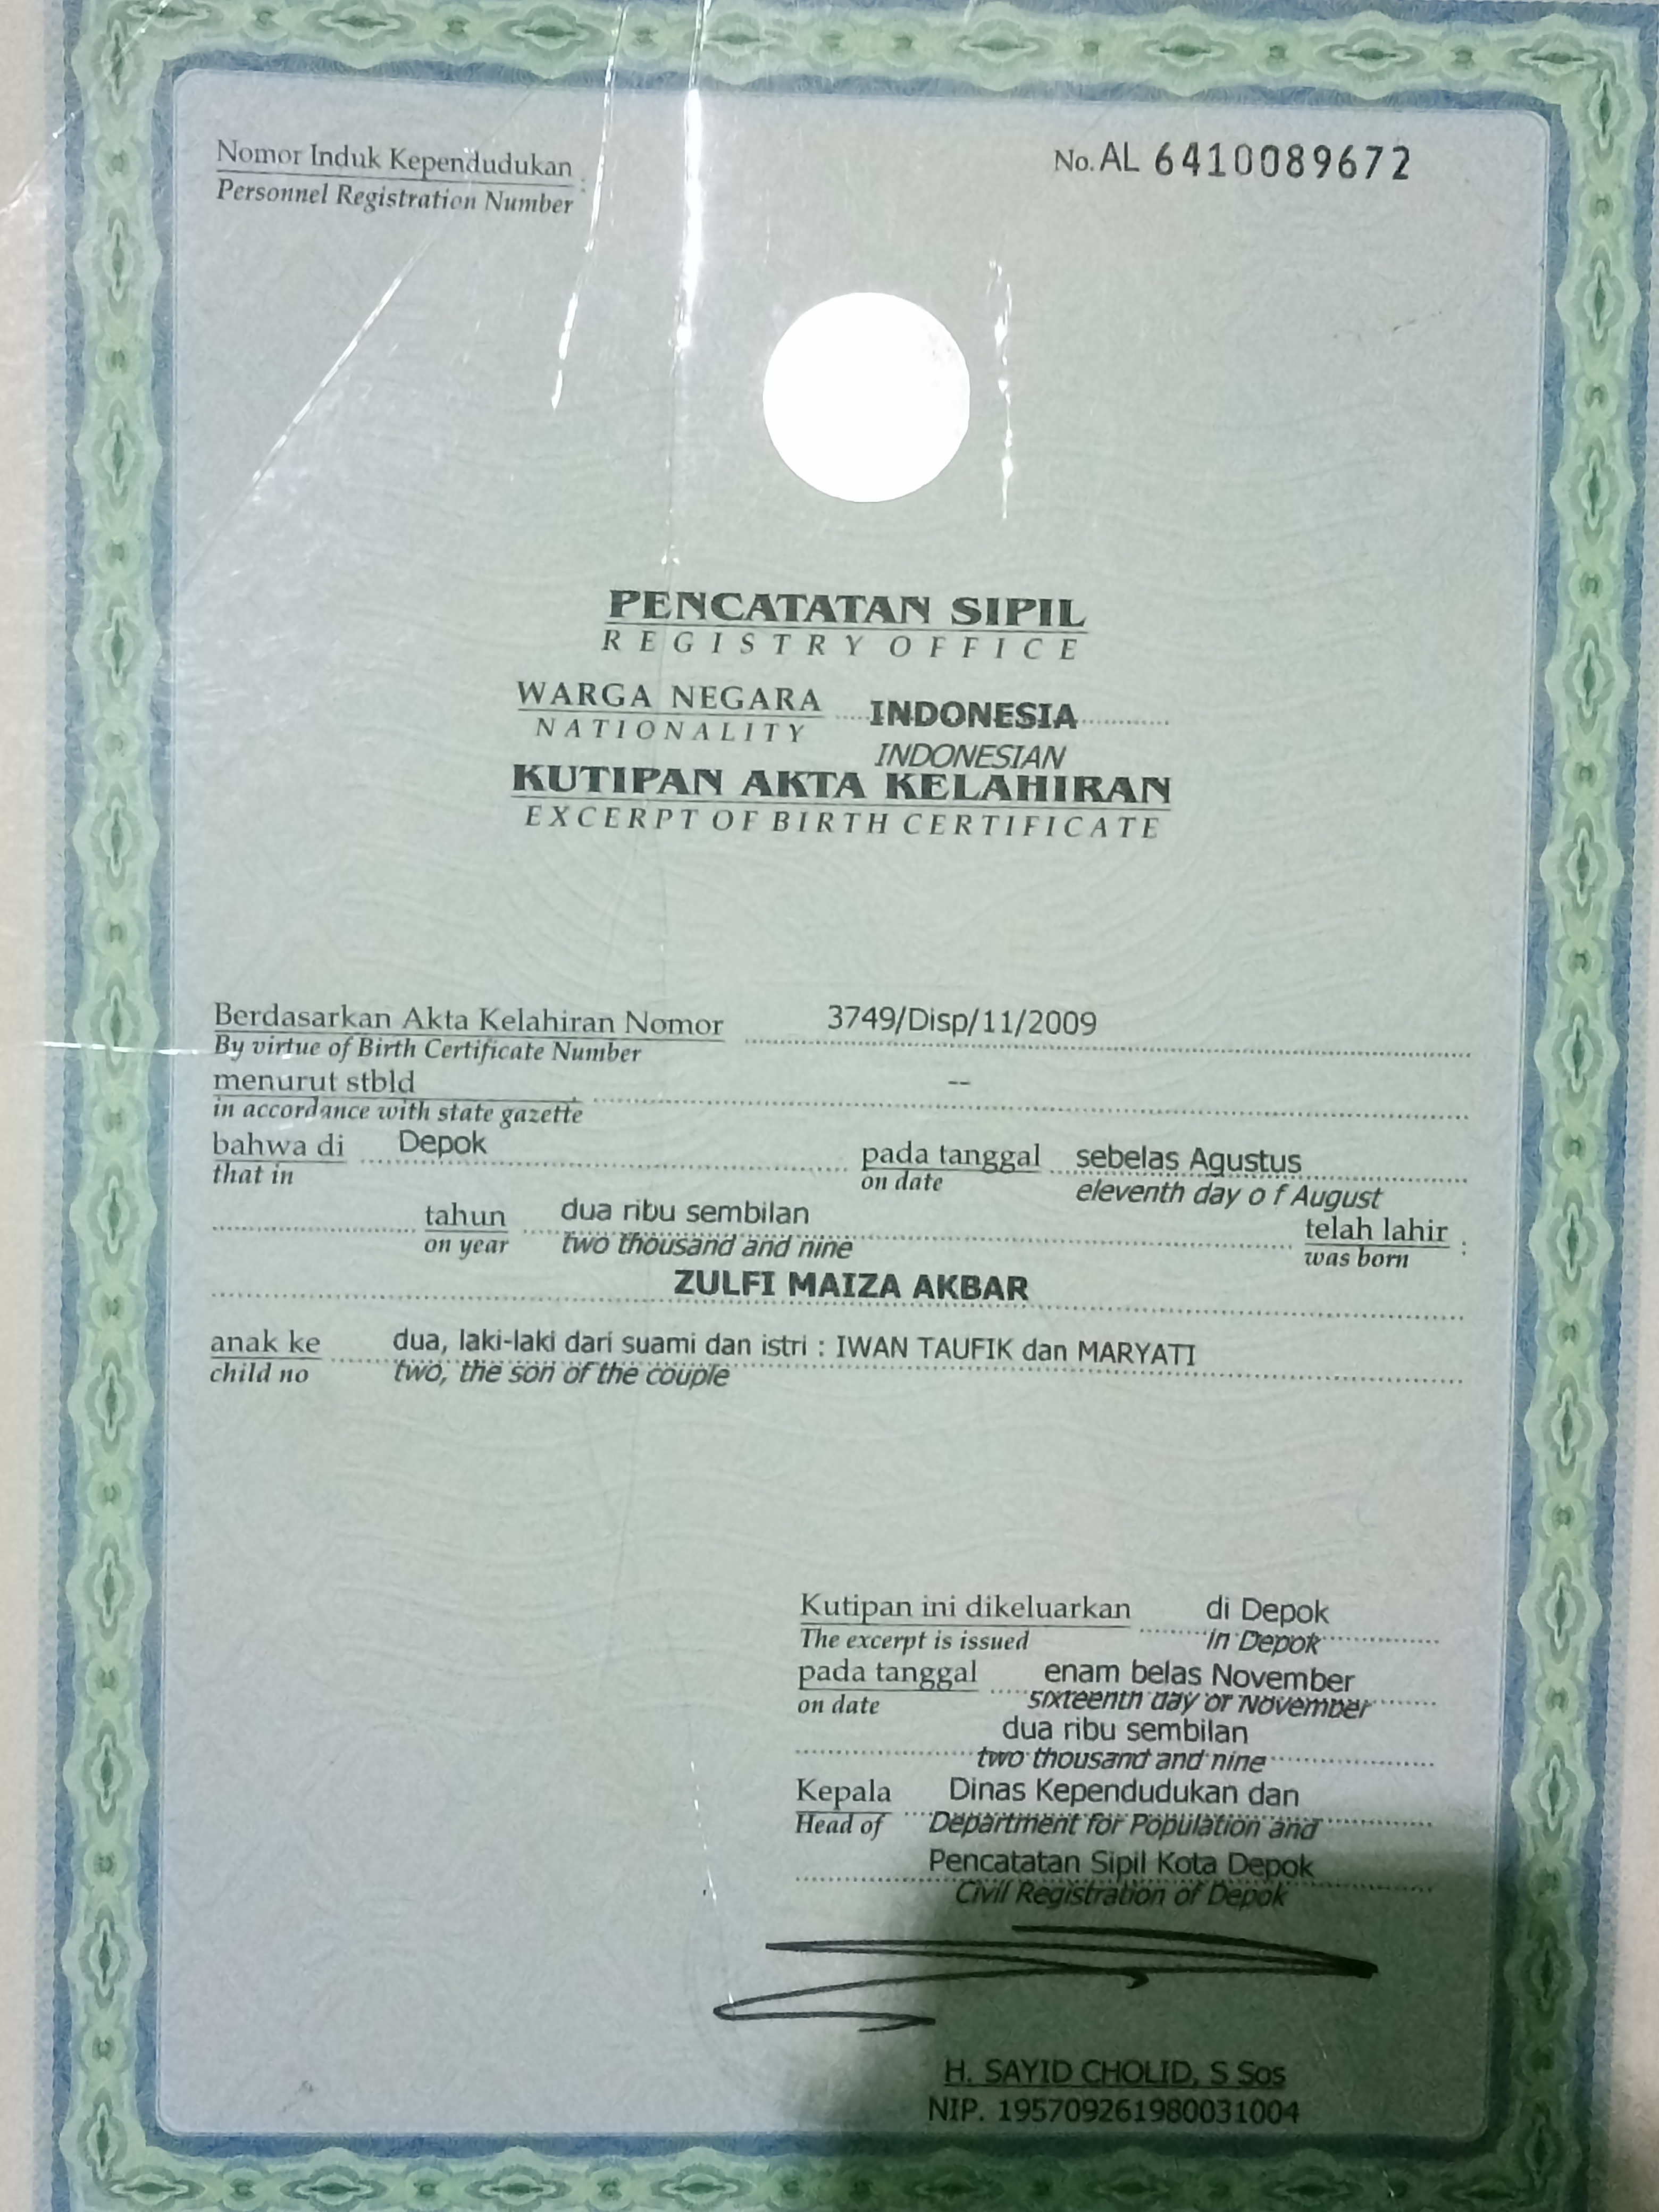 Nomor Induk Kependudukan :
Personnel Registration Number
No. AL 6410089672
PENCATATAN SIPIL
REGISTRY OFFICE
WARGA NEGARA INDONESIA
NATIONALITY INDONESIAN
KUTIPAN AKTA KELAHIRAN
EXCERPT OF BIRTH CERTIFICATE
Berdasarkan Akta Kelahiran Nomor 3749/Disp/11/2009
By virtue of Birth Certificate Number
menurut stbld --
in accordance with state gazette
bahwa di Depok pada tanggal sebelas Agustus
that in on date eleventh day o f August
tahun dua ribu sembilan telah lahir :
on year two thousand and nine was born
ZULFI MAIZA AKBAR
anak ke dua, laki-laki dari suami dan istri : IWAN TAUFIK dan MARYATI
child no two, the son of the couple
Kutipan ini dikeluarkan di Depok
The excerpt is issued in Depok
pada tanggal enam belas November
on date sixteenth day of November
dua ribu sembilan
two thousand and nine
Kepala Dinas Kependudukan dan
Head of Department for Population and
Pencatatan Sipil Kota Depok
Civil Registration of Depok
H. SAYID CHOLID, S Sos
NIP. 195709261980031004